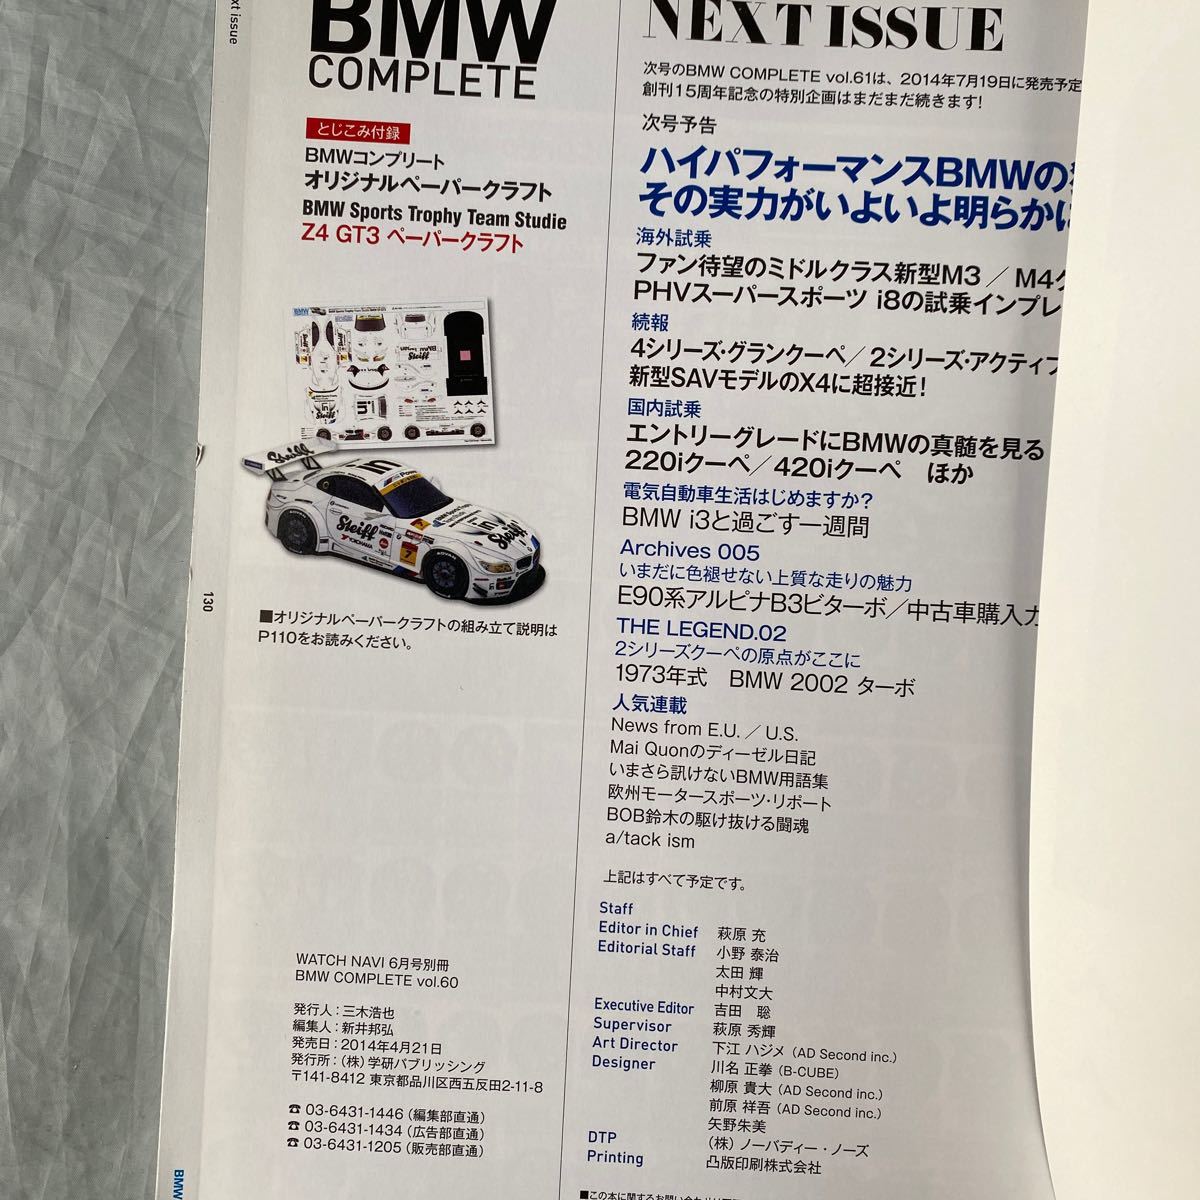 xt issue
BMW
COMPLETE
とじこみ付録
BMWコンプリート
オリジナルペーパークラフト
BMW Sports Trophy Team Studie
Z4 GT3 ペーパークラフト
Steiff
YOKOHAMA
ADVAN
7
■オリジナルペーパークラフトの組み立て説明は
P110をお読みください。
130
WATCH NAVI 6月号別冊
BMW COMPLETE vol.60
発行人：三木浩也
編集人：新井邦弘
発売日：2014年4月21日
発行所：（株）学研パブリッシング
〒141-8412 東京都品川区西五反田2-11-8
☎ 03-6431-1446（編集部直通）
☎ 03-6431-1434（広告部直通）
☎ 03-6431-1205（販売部直通）
BMW
NEXT ISSUE
次号のBMW COMPLETE vol.61は、2014年7月19日に発売予定
創刊15周年記念の特別企画はまだまだ続きます！
次号予告
ハイパフォーマンスBMWの
その実力がいよいよ明らかに
海外試乗
ファン待望のミドルクラス新型M3／M4ク
PHVスーパースポーツ i8の試乗インプレ
続報
4シリーズ・グランクーペ／2シリーズ・アクティブ
新型SAVモデルのX4に超接近！
国内試乗
エントリーグレードにBMWの真髄を見る
220iクーペ／420iクーペ ほか
電気自動車生活はじめますか？
BMW i3と過ごす一週間
Archives 005
いまだに色褪せない上質な走りの魅力
E90系アルピナB3ビターボ／中古車購入ガ
THE LEGEND.02
2シリーズクーペの原点がここに
1973年式 BMW 2002 ターボ
人気連載
News from E.U.／U.S.
Mai Quonのディーゼル日記
いまさら訊けないBMW用語集
欧州モータースポーツ・リポート
BOB鈴木の駆け抜ける闘魂
a/tack ism
上記はすべて予定です。
Staff
Editor in Chief 萩原 充
Editorial Staff 小野 泰治
太田 輝
中村文大
Executive Editor 吉田 聡
Supervisor 萩原 秀輝
Art Director 下江 ハジメ（AD Second inc.）
Designer 川名 正拳（B-CUBE）
柳原 貴大（AD Second inc.）
前原 祥吾（AD Second inc.）
矢野朱美
DTP （株）ノーバディー・ノーズ
Printing 凸版印刷株式会社
■この本に関するお問い合わせは